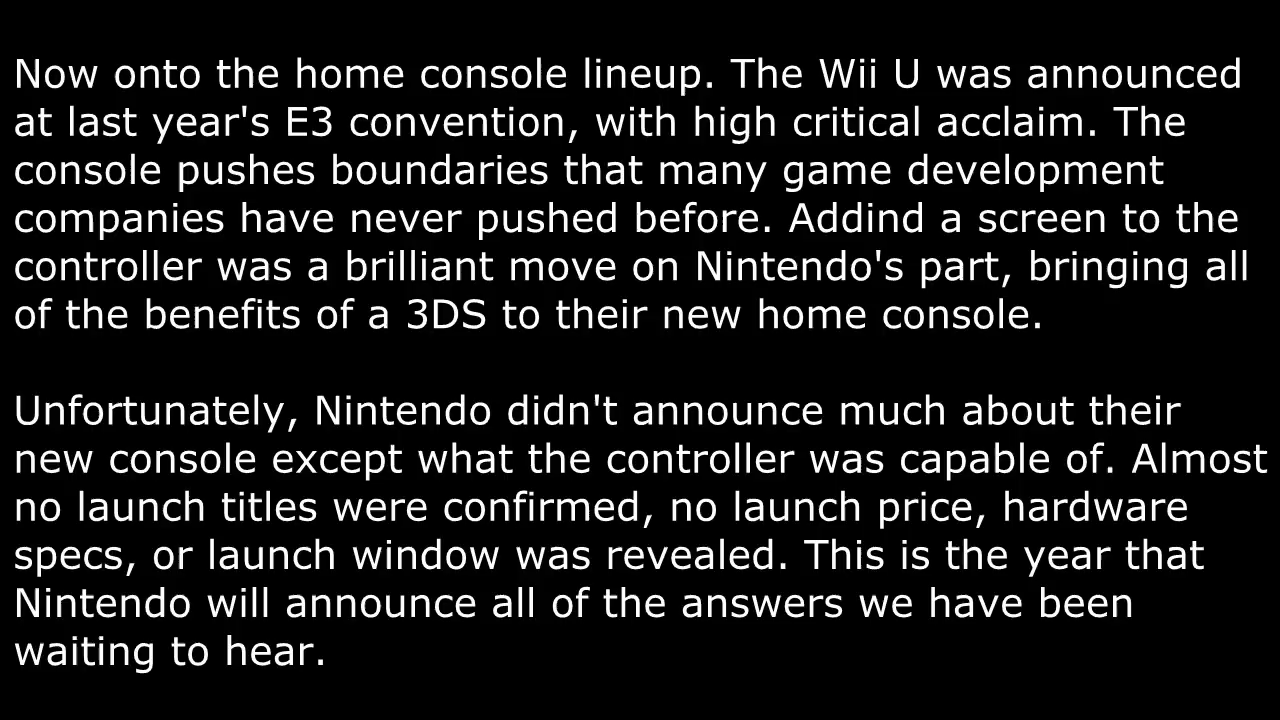 Now onto the home console lineup. The Wii U was announced
at last year's E3 convention, with high critical acclaim. The
console pushes boundaries that many game development
companies have never pushed before. Addind a screen to the
controller was a brilliant move on Nintendo's part, bringing all
of the benefits of a 3DS to their new home console.
Unfortunately, Nintendo didn't announce much about their
new console except what the controller was capable of. Almost
no launch titles were confirmed, no launch price, hardware
specs, or launch window was revealed. This is the year that
Nintendo will announce all of the answers we have been
waiting to hear.